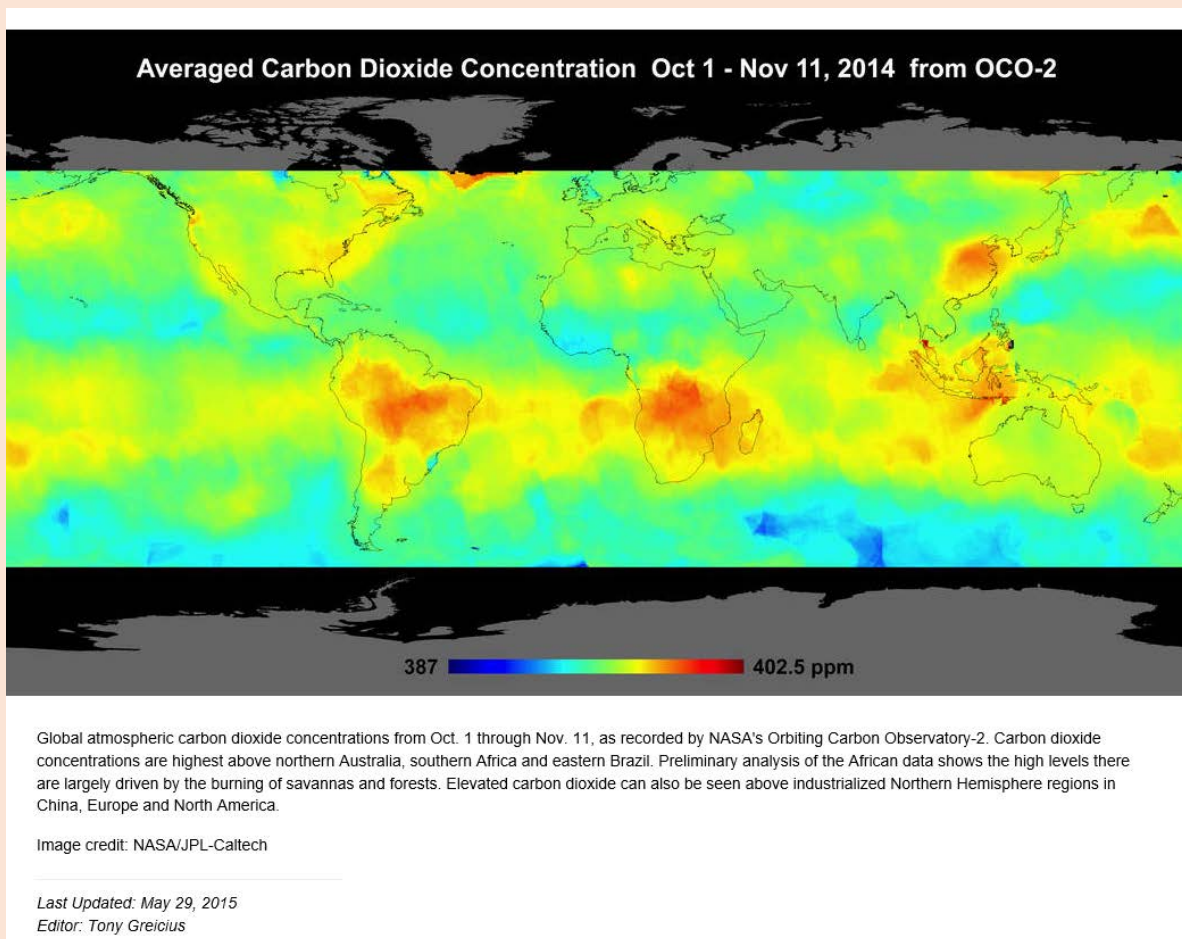 Averaged Carbon Dioxide Concentration Oct 1 - Nov 11, 2014 from OCO-2
387 402.5 ppm
Global atmospheric carbon dioxide concentrations from Oct. 1 through Nov. 11, as recorded by NASA's Orbiting Carbon Observatory-2. Carbon dioxide
concentrations are highest above northern Australia, southern Africa and eastern Brazil. Preliminary analysis of the African data shows the high levels there
are largely driven by the burning of savannas and forests. Elevated carbon dioxide can also be seen above industrialized Northern Hemisphere regions in
China, Europe and North America.
Image credit: NASA/JPL-Caltech
Last Updated: May 29, 2015
Editor: Tony Greicius